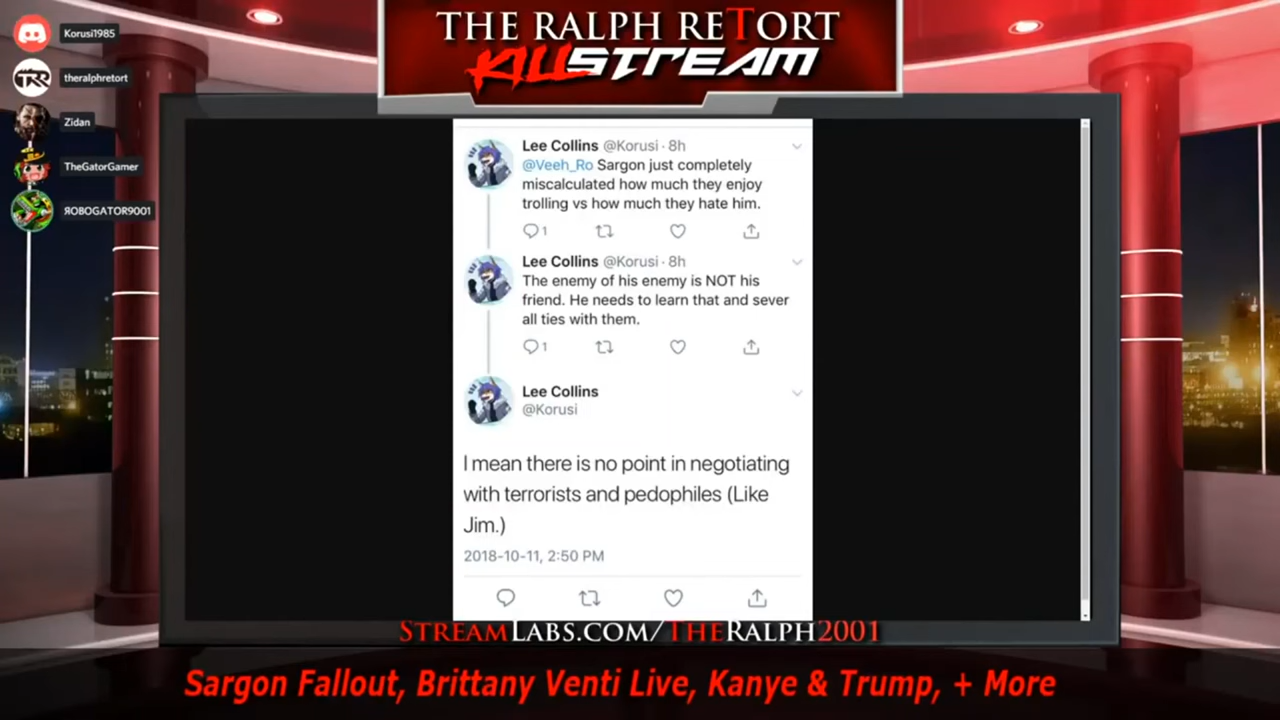 THE RALPH RETORT
KILLSTREAM
Korusi1985
TRR
theralphretort
Zidan
TheGatorGamer
ЯOBOGATOR9001
Lee Collins @Korusi · 8h
@Veeh_Ro Sargon just completely
miscalculated how much they enjoy
trolling vs how much they hate him.
1
Lee Collins @Korusi · 8h
The enemy of his enemy is NOT his
friend. He needs to learn that and sever
all ties with them.
1
Lee Collins
@Korusi
I mean there is no point in negotiating
with terrorists and pedophiles (Like
Jim.)
2018-10-11, 2:50 PM
STREAMLABS.COM/THERALPH2001
Sargon Fallout, Brittany Venti Live, Kanye & Trump, + More